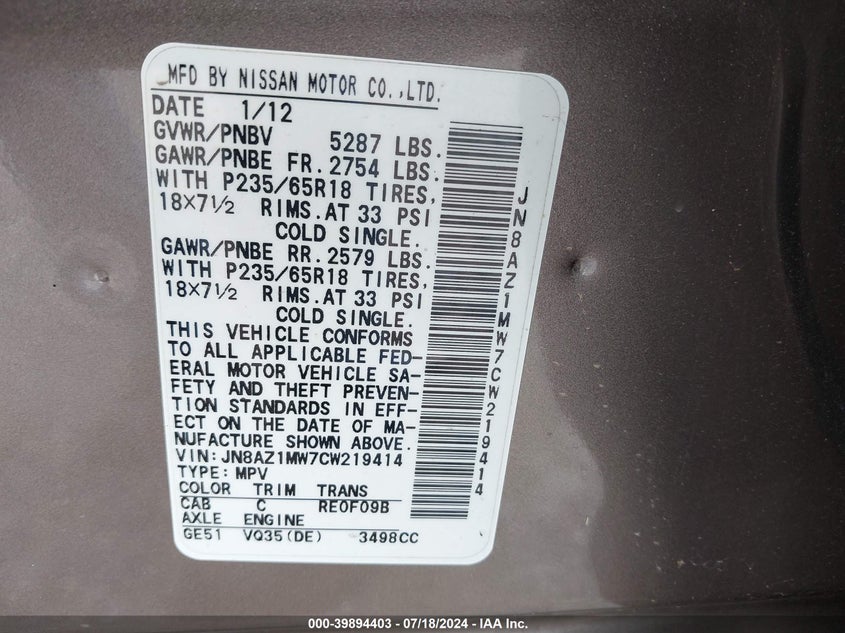 MFD BY NISSAN MOTOR CO.,LTD.
DATE 1/12
GVWR/PNBV 5287 LBS.
GAWR/PNBE FR. 2754 LBS.
WITH P235/65R18 TIRES,
18×7½ RIMS.AT 33 PSI
COLD SINGLE.
GAWR/PNBE RR. 2579 LBS.
WITH P235/65R18 TIRES,
18×7½ RIMS.AT 33 PSI
COLD SINGLE.
THIS VEHICLE CONFORMS
TO ALL APPLICABLE FED-
ERAL MOTOR VEHICLE SA-
FETY AND THEFT PREVEN-
TION STANDARDS IN EFF-
ECT ON THE DATE OF MA-
NUFACTURE SHOWN ABOVE.
VIN:JN8AZ1MW7CW219414
TYPE:MPV
COLOR TRIM TRANS
CAB C RE0F09B
AXLE ENGINE
GE51 VQ35(DE) 3498CC
JN8AZ1MW7CW219414
000-39894403 - 07/18/2024 - IAA Inc.